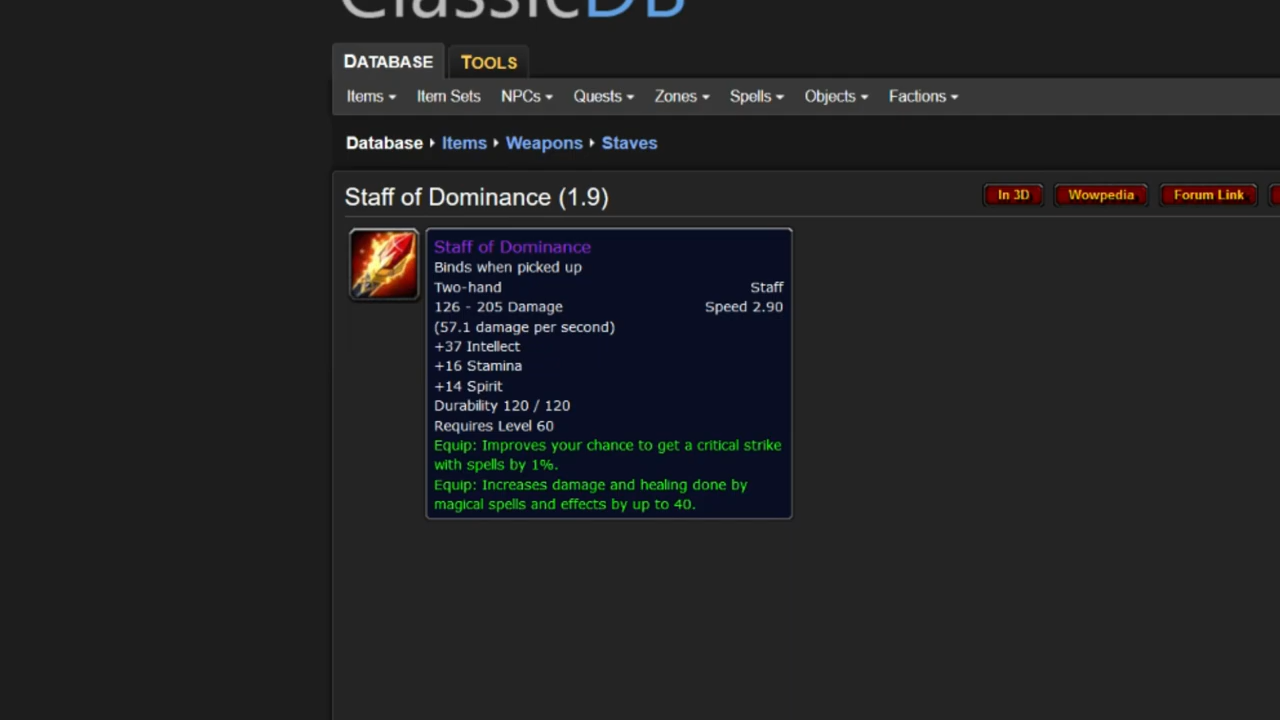 ClassicDB
DATABASE TOOLS
Items Item Sets NPCs Quests Zones Spells Objects Factions
Database Items Weapons Staves
Staff of Dominance (1.9) In 3D Wowpedia Forum Link
Staff of Dominance
Binds when picked up
Two-hand Staff
126 - 205 Damage Speed 2.90
(57.1 damage per second)
+37 Intellect
+16 Stamina
+14 Spirit
Durability 120 / 120
Requires Level 60
Equip: Improves your chance to get a critical strike
with spells by 1%.
Equip: Increases damage and healing done by
magical spells and effects by up to 40.